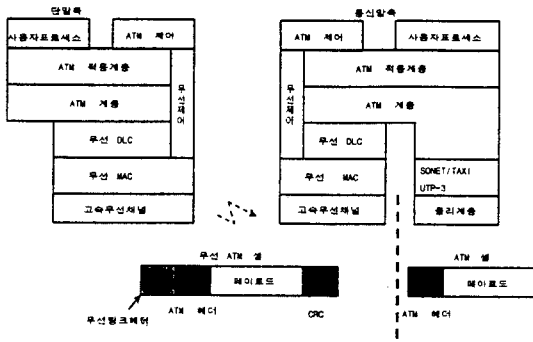 단말측
통신망측
사용자프로세스
ATM 제어
ATM 제어
사용자프로세스
ATM 적응계층
ATM 적응계층
ATM 계층
무선제어
무선제어
ATM 계층
무선 DLC
무선 DLC
무선 MAC
무선 MAC
SONET/TAXI
UTP-3
고속무선채널
고속무선채널
물리계층
무선 ATM 셀
ATM 셀
페이로드
페이로드
무선링크헤더
ATM 헤더
CRC
ATM 헤더